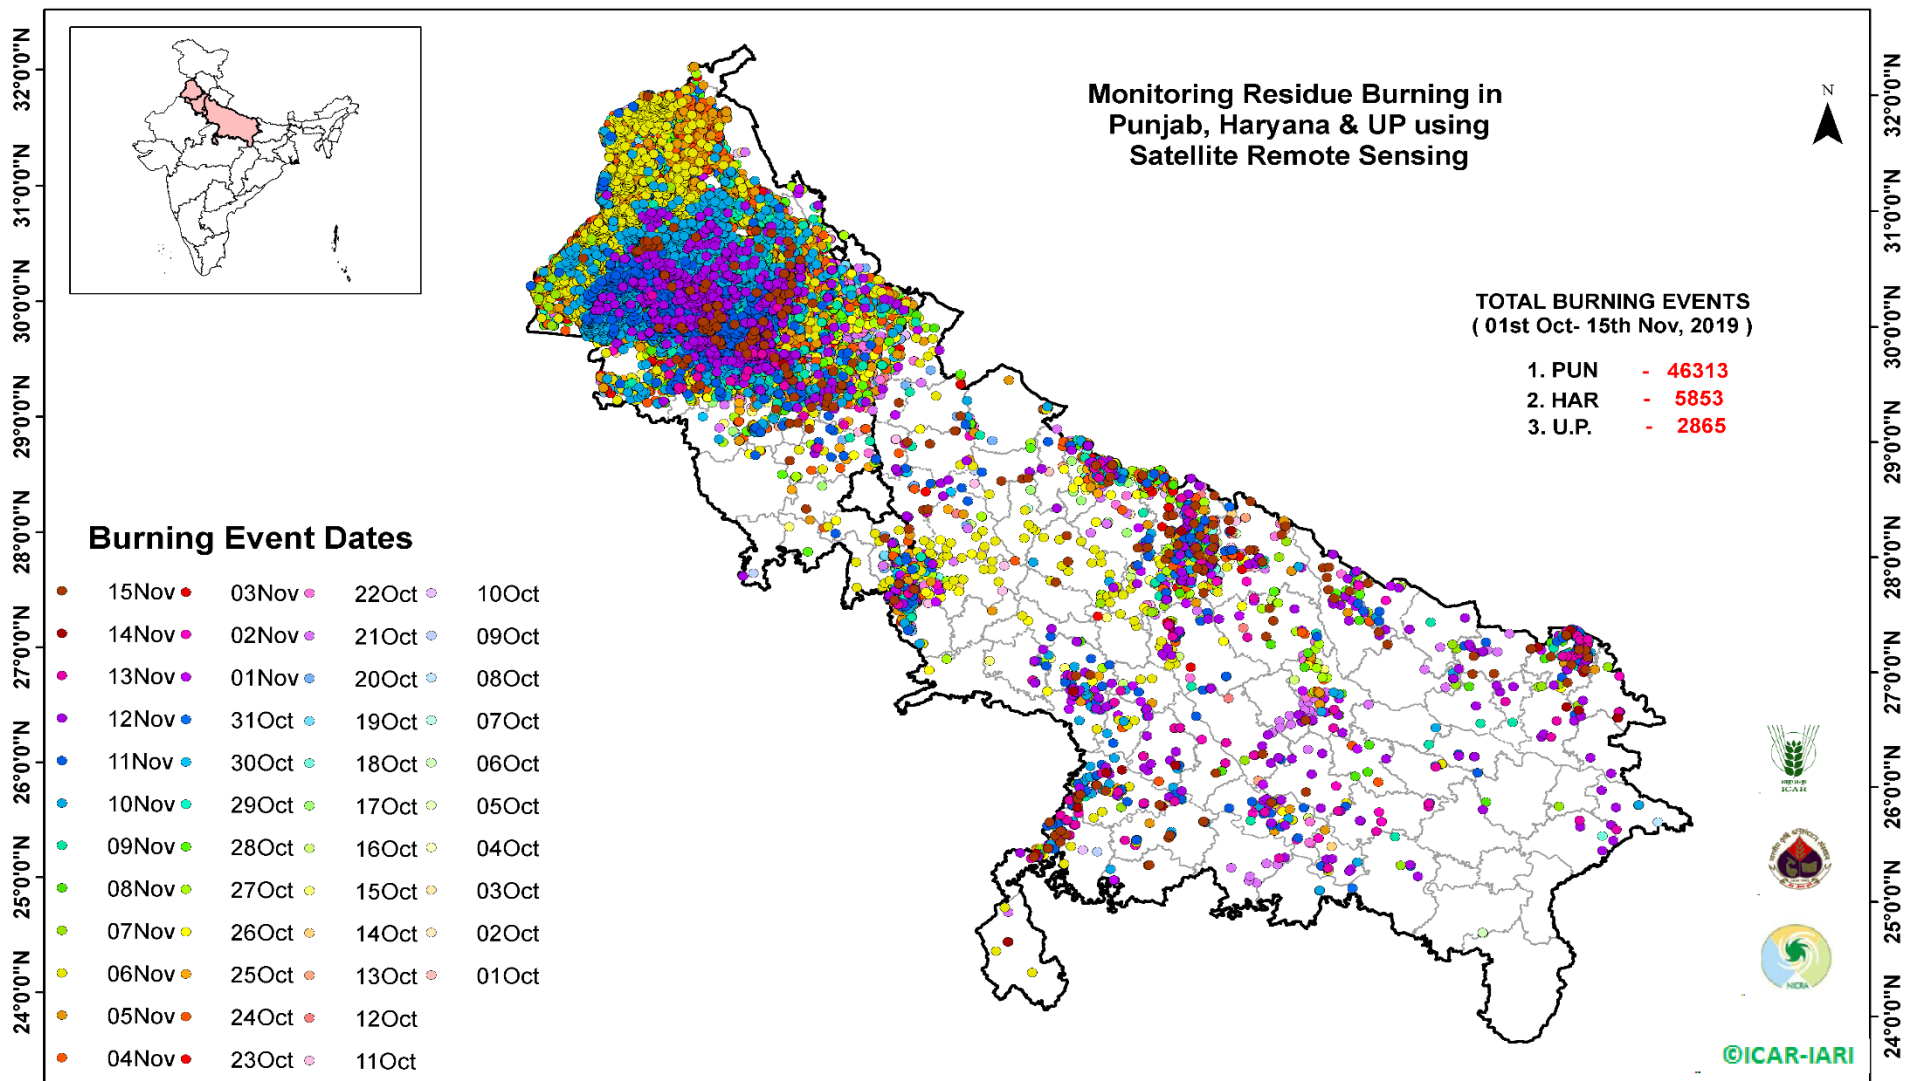 Monitoring Residue Burning in
Punjab, Haryana & UP using
Satellite Remote Sensing
N
TOTAL BURNING EVENTS
( 01st Oct- 15th Nov, 2019 )
1. PUN - 46313
2. HAR - 5853
3. U.P. - 2865
Burning Event Dates
15Nov 03Nov 22Oct 10Oct
14Nov 02Nov 21Oct 09Oct
13Nov 01Nov 20Oct 08Oct
12Nov 31Oct 19Oct 07Oct
11Nov 30Oct 18Oct 06Oct
10Nov 29Oct 17Oct 05Oct
09Nov 28Oct 16Oct 04Oct
08Nov 27Oct 15Oct 03Oct
07Nov 26Oct 14Oct 02Oct
06Nov 25Oct 13Oct 01Oct
05Nov 24Oct 12Oct
04Nov 23Oct 11Oct
32°0'0"N
31°0'0"N
30°0'0"N
29°0'0"N
28°0'0"N
27°0'0"N
26°0'0"N
25°0'0"N
24°0'0"N
32°0'0"N
31°0'0"N
30°0'0"N
29°0'0"N
28°0'0"N
27°0'0"N
26°0'0"N
25°0'0"N
24°0'0"N
ICAR
NICRA
©ICAR-IARI